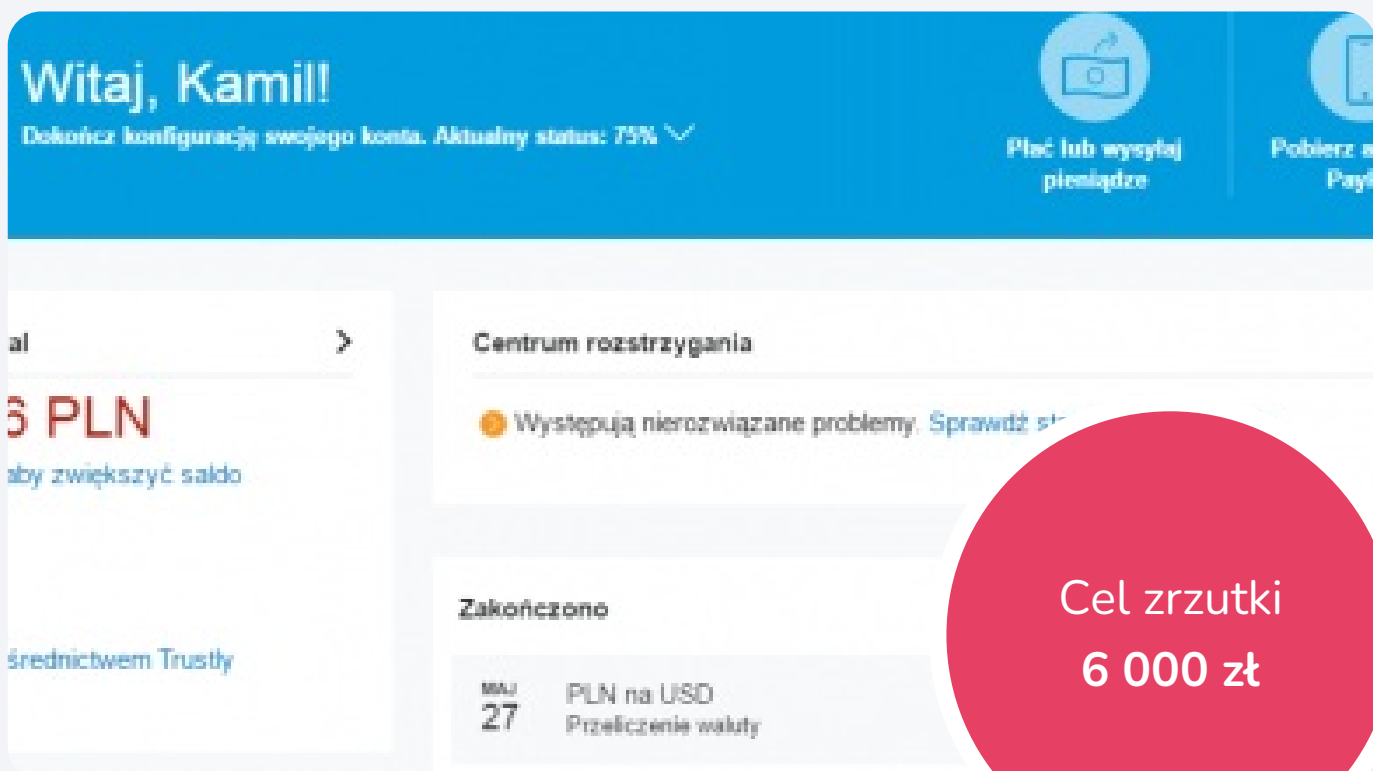 Witaj, Kamil!
Dokończ konfigurację swojego konta. Aktualny status: 75%
Płać lub wysyłaj
pieniądze
Pobierz a
Payl
al
6 PLN
aby zwiększyć saldo
średnictwem Trustly
Centrum rozstrzygania
Występują nierozwiązane problemy. Sprawdź
Zakończono
MAJ
27
PLN na USD
Przeliczenie waluty
Cel zrzutki
6 000 zł